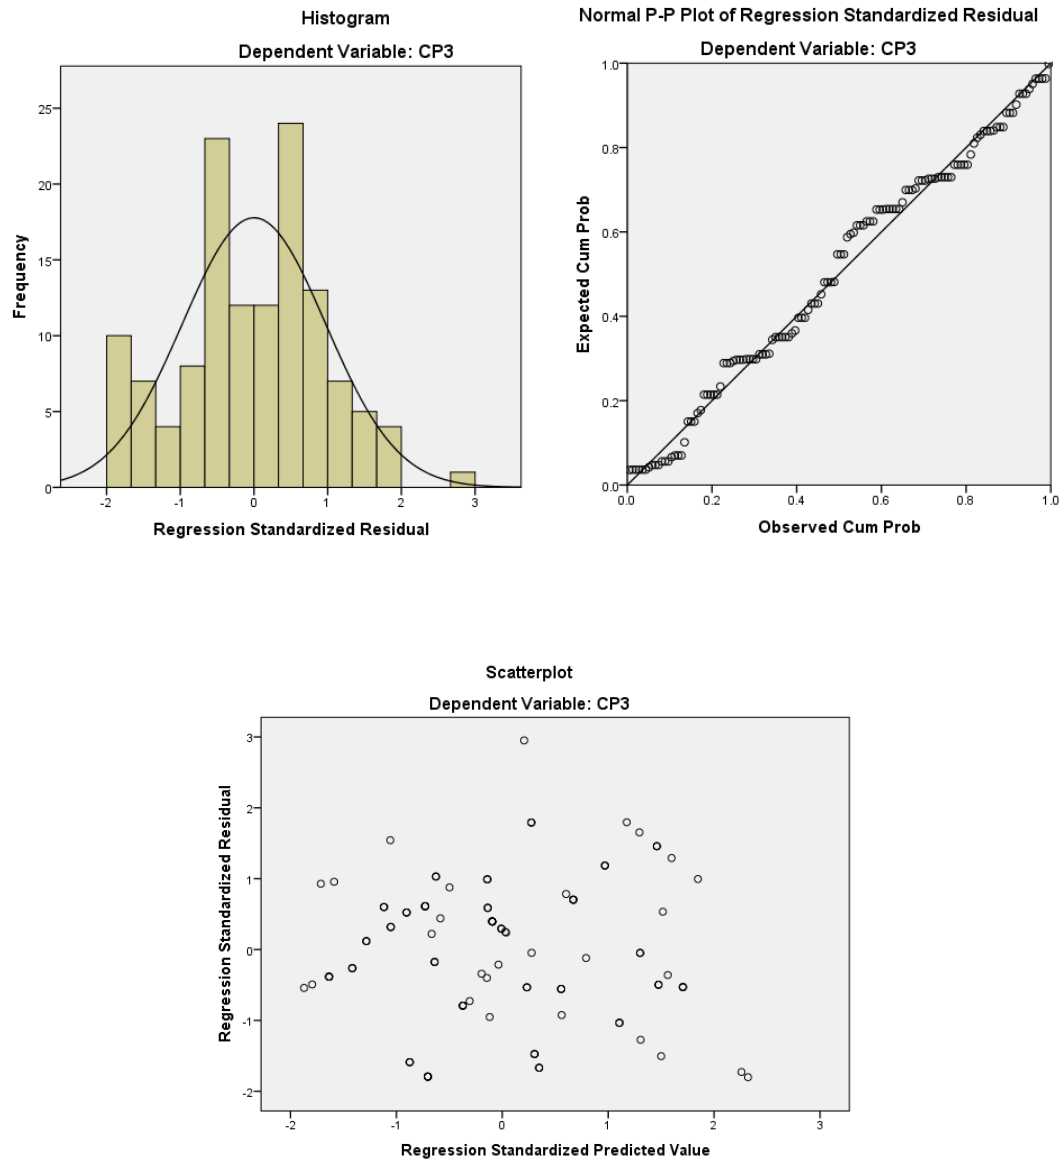 Histogram
Dependent Variable: CP3
25
20
15
10
5
0
-2 -1 0 1 2 3
Frequency
Regression Standardized Residual
Normal P-P Plot of Regression Standardized Residual
Dependent Variable: CP3
1.0
0.8
0.6
0.4
0.2
0.0
0.0 0.2 0.4 0.6 0.8 1.0
Expected Cum Prob
Observed Cum Prob
Scatterplot
Dependent Variable: CP3
3
2
1
0
-1
-2
-2 -1 0 1 2 3
Regression Standardized Residual
Regression Standardized Predicted Value